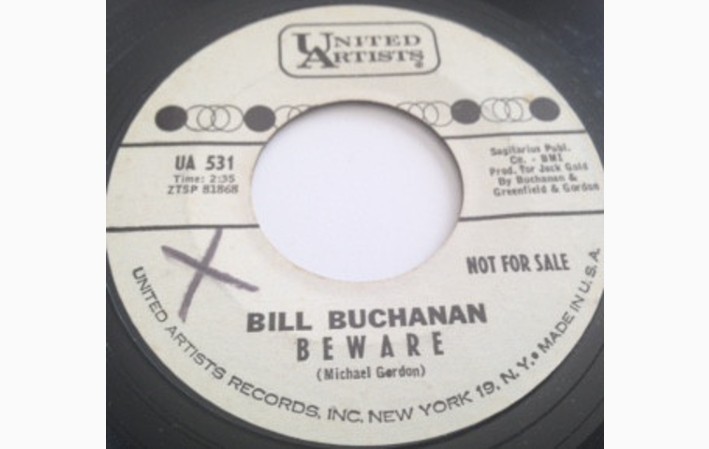 UNITED
ARTISTS®
UA 531
Time: 2:35
ZTSP 81868
Sagitarius Publ.
Co. - BMI
Prod. for Jack Gold
By Buchanan &
Greenfield & Gordon
NOT FOR SALE
X
BILL BUCHANAN
BEWARE
(Michael Gordon)
UNITED ARTISTS RECORDS, INC. NEW YORK 19, N. Y. • MADE IN U. S. A.